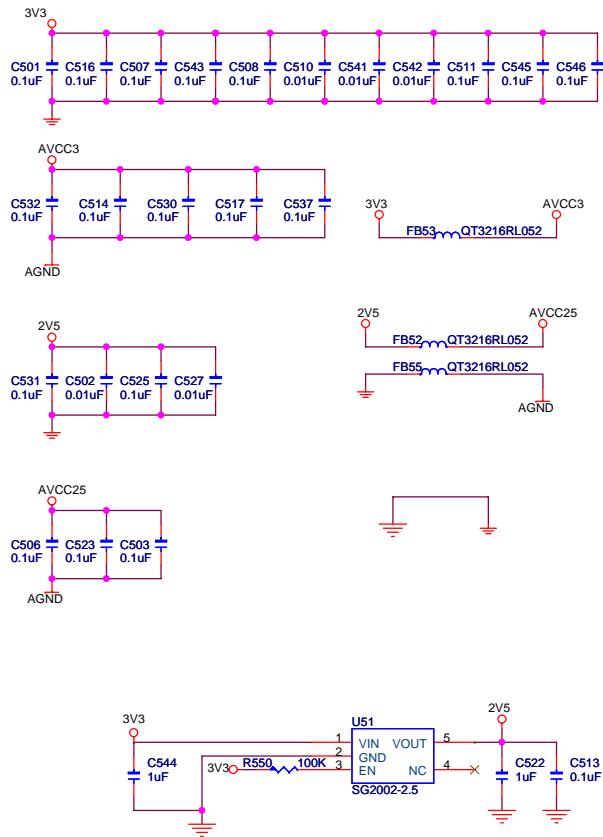 3V3
C501 C516 C507 C543 C508 C510 C541 C542 C511 C545 C546
0.1uF 0.1uF 0.1uF 0.1uF 0.1uF 0.01uF 0.01uF 0.01uF 0.1uF 0.1uF 0.1uF
AVCC3
C532 C514 C530 C517 C537
0.1uF 0.1uF 0.1uF 0.1uF 0.1uF
AGND
3V3 AVCC3
FB53 QT3216RL052
2V5
C531 C502 C525 C527
0.1uF 0.01uF 0.1uF 0.01uF
2V5 AVCC25
FB52 QT3216RL052
FB55 QT3216RL052
AGND
AVCC25
C506 C523 C503
0.1uF 0.1uF 0.1uF
AGND
U51
3V3 2V5
1 VIN VOUT 5
2 GND
3V3 R550 100K 3 EN NC 4
SG2002-2.5
C544
1uF
C522 C513
1uF 0.1uF